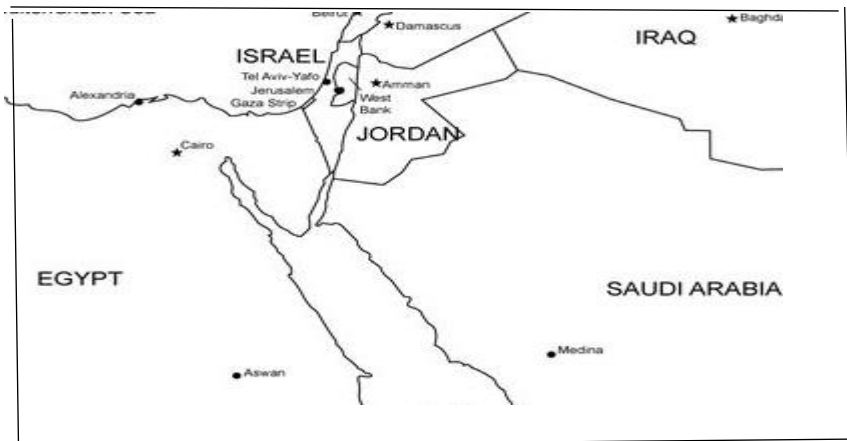 Beirut
Damascus
Baghda
ISRAEL
IRAQ
Tel Aviv-Yafo
Amman
Jerusalem
Alexandria
Gaza Strip
West
Bank
JORDAN
Cairo
EGYPT
SAUDI ARABIA
Medina
Aswan